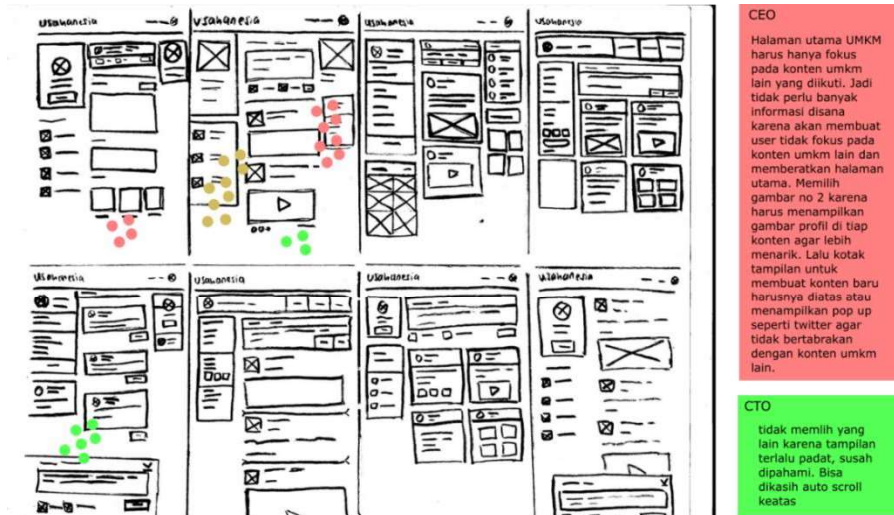 usahanesia
usahanesia
usahanesia
usahanesia
usahanesia
usahanesia
usahanesia
usahanesia
CEO
Halaman utama UMKM
harus hanya fokus
pada konten umkm
lain yang diikuti. Jadi
tidak perlu banyak
informasi disana
karena akan membuat
user tidak fokus pada
konten umkm lain dan
memberatkan halaman
utama. Memilih
gambar no 2 karena
harus menampilkan
gambar profil di tiap
konten agar lebih
menarik. Lalu kotak
tampilan untuk
membuat konten baru
harusnya diatas atau
menampilkan pop up
seperti twitter agar
tidak bertabrakan
dengan konten umkm
lain.
CTO
tidak memlih yang
lain karena tampilan
terlalu padat, susah
dipahami. Bisa
dikasih auto scroll
keatas